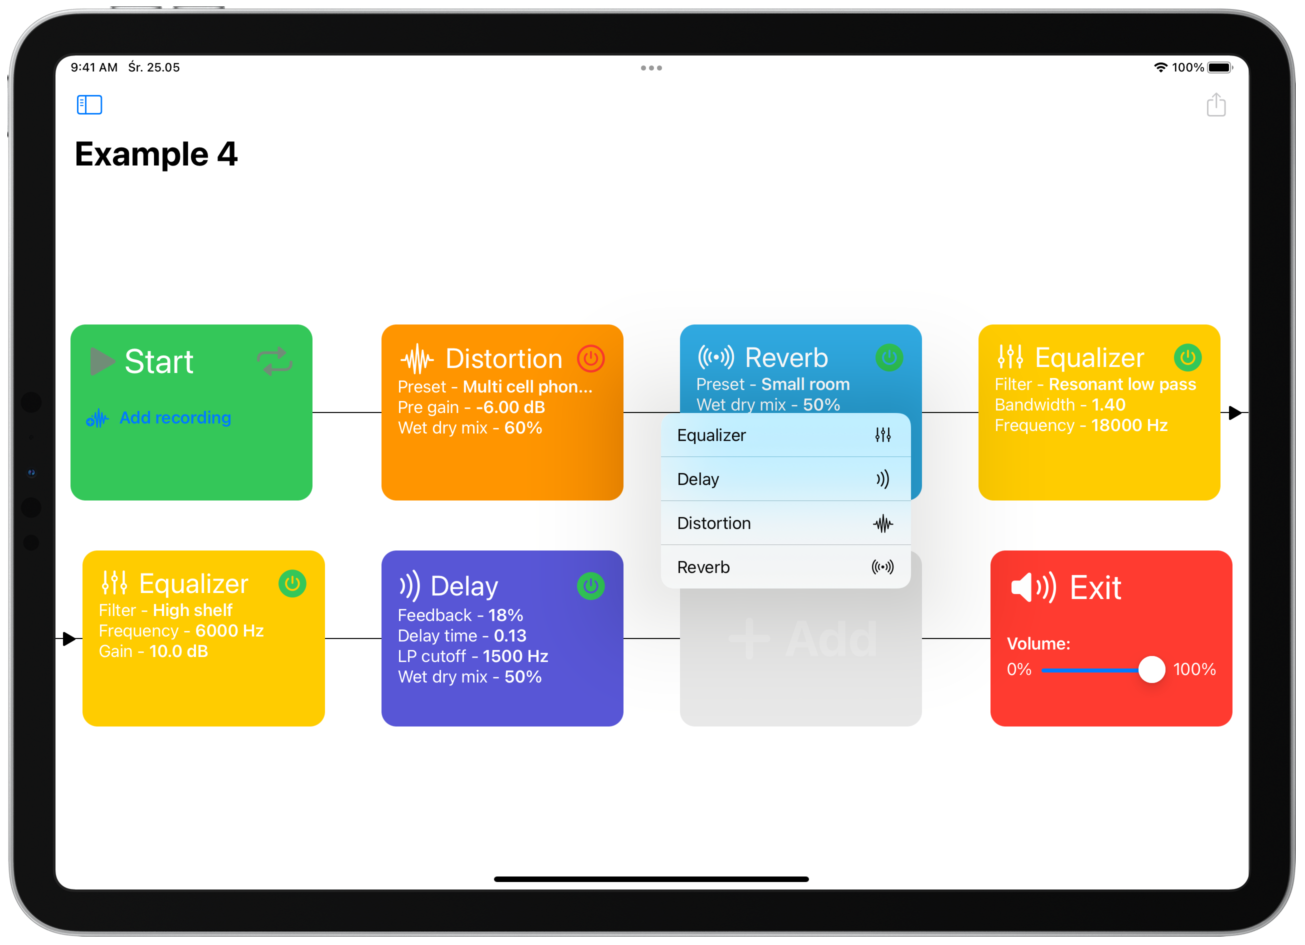 9:41 AM Śr. 25.05
100%
Example 4
Start
Add recording
Distortion
Preset - Multi cell phon...
Pre gain - -6.00 dB
Wet dry mix - 60%
Reverb
Preset - Small room
Wet dry mix - 50%
Equalizer
Filter - Resonant low pass
Bandwidth - 1.40
Frequency - 18000 Hz
Equalizer
Delay
Distortion
Reverb
Equalizer
Filter - High shelf
Frequency - 6000 Hz
Gain - 10.0 dB
Delay
Feedback - 18%
Delay time - 0.13
LP cutoff - 1500 Hz
Wet dry mix - 50%
+ Add
Exit
Volume:
0% 100%